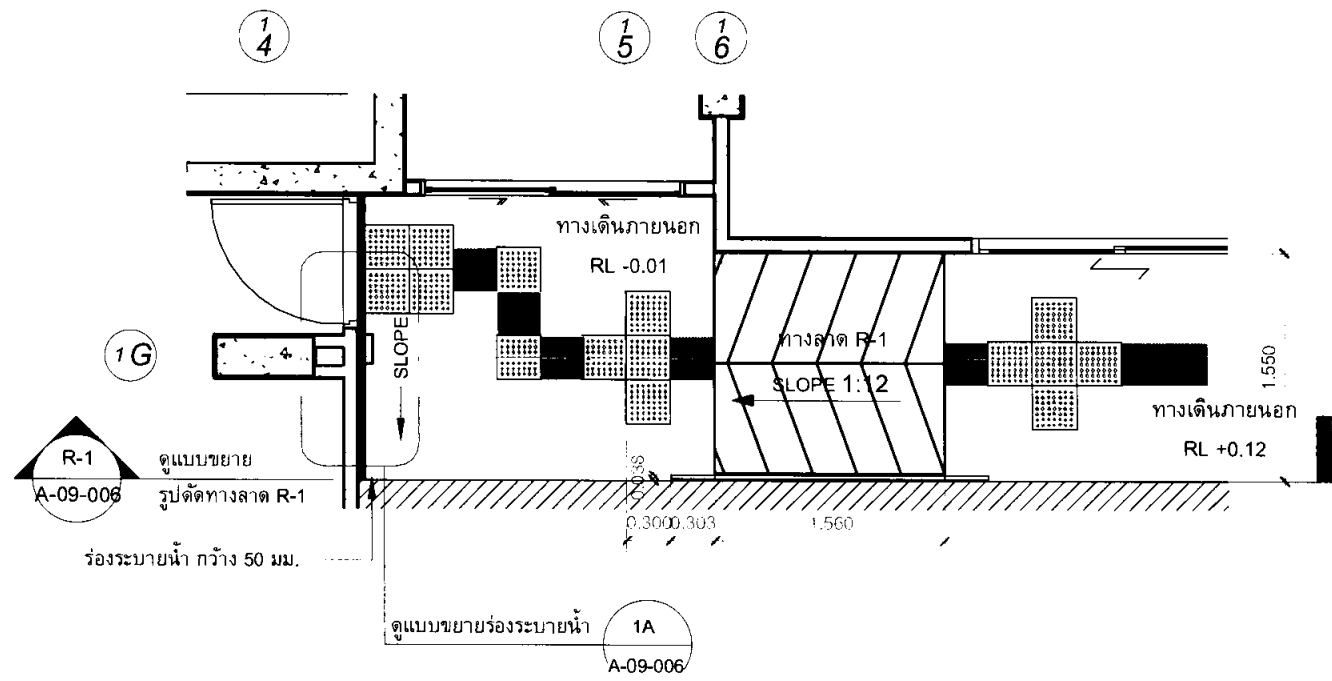 1
4
1
5
1
6
ทางเดินภายนอก
RL -0.01
SLOPE
1G
ทางลาด R-1
SLOPE 1:12
1.550
ทางเดินภายนอก
RL +0.12
R-1
A-09-006
ดูแบบขยาย
รูปตัดทางลาด R-1
0.300
0.303
1.560
ร่องระบายน้ำ กว้าง 50 มม.
ดูแบบขยายร่องระบายน้ำ
1A
A-09-006